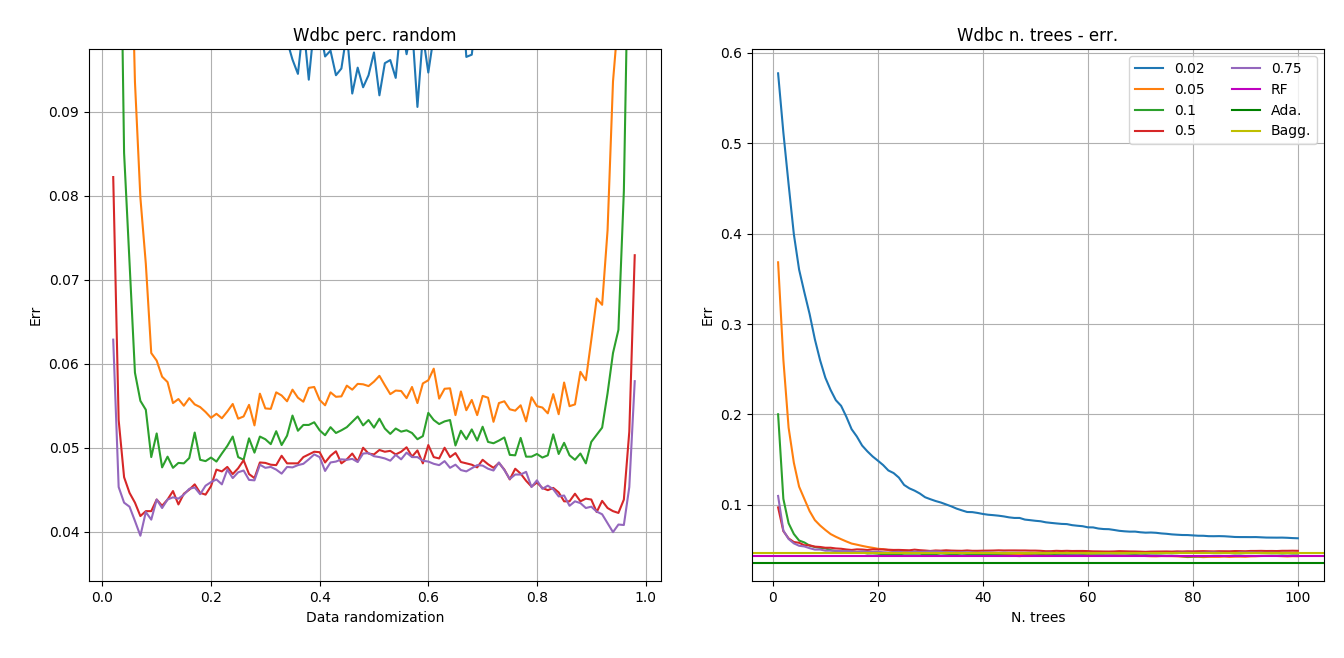 Wdbc perc. random
Err
0.09
0.08
0.07
0.06
0.05
0.04
0.0 0.2 0.4 0.6 0.8 1.0
Data randomization
Wdbc n. trees - err.
Err
0.6
0.5
0.4
0.3
0.2
0.1
0.02 0.75
0.05 RF
0.1 Ada.
0.5 Bagg.
0 20 40 60 80 100
N. trees